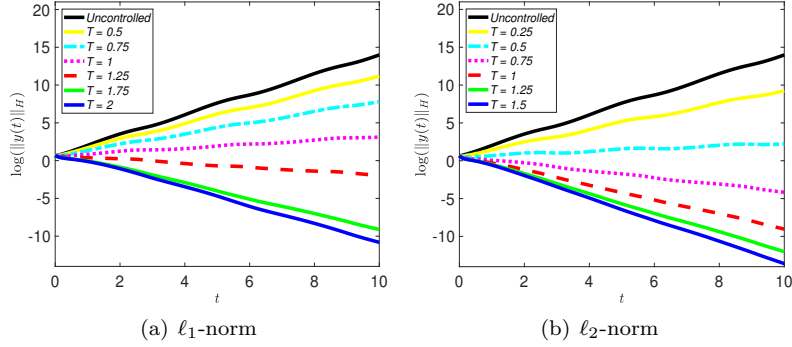 20
15
10
5
0
-5
-10
log(||y(t)||_H)
Uncontrolled
T = 0.5
T = 0.75
T = 1
T = 1.25
T = 1.75
T = 2
0 2 4 6 8 10
t
(a) ℓ₁-norm
20
15
10
5
0
-5
-10
log(||y(t)||_H)
Uncontrolled
T = 0.25
T = 0.5
T = 0.75
T = 1
T = 1.25
T = 1.5
0 2 4 6 8 10
t
(b) ℓ₂-norm